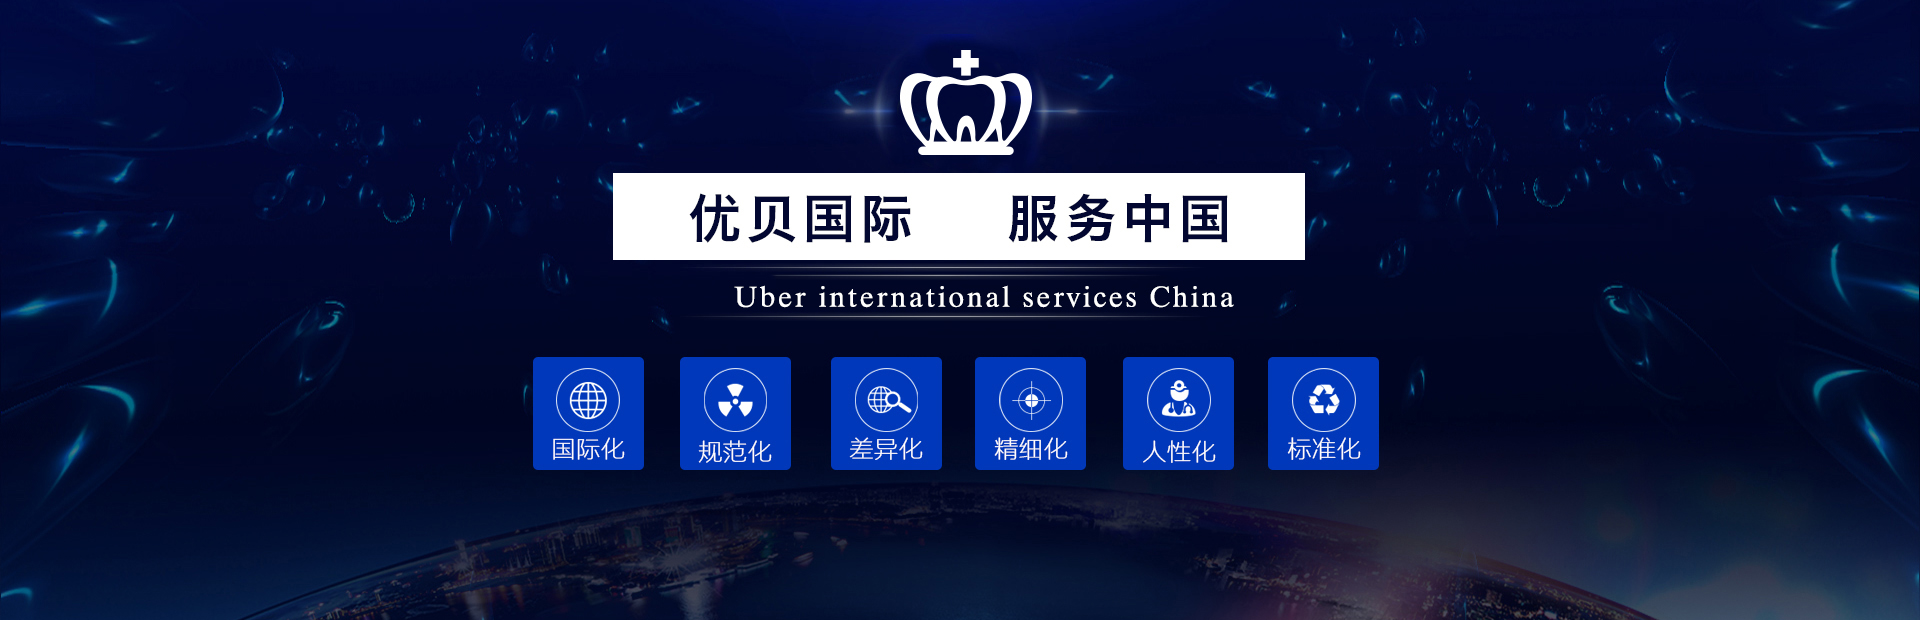 优贝国际 服务中国
Uber international services China
国际化 规范化 差异化 精细化 人性化 标准化